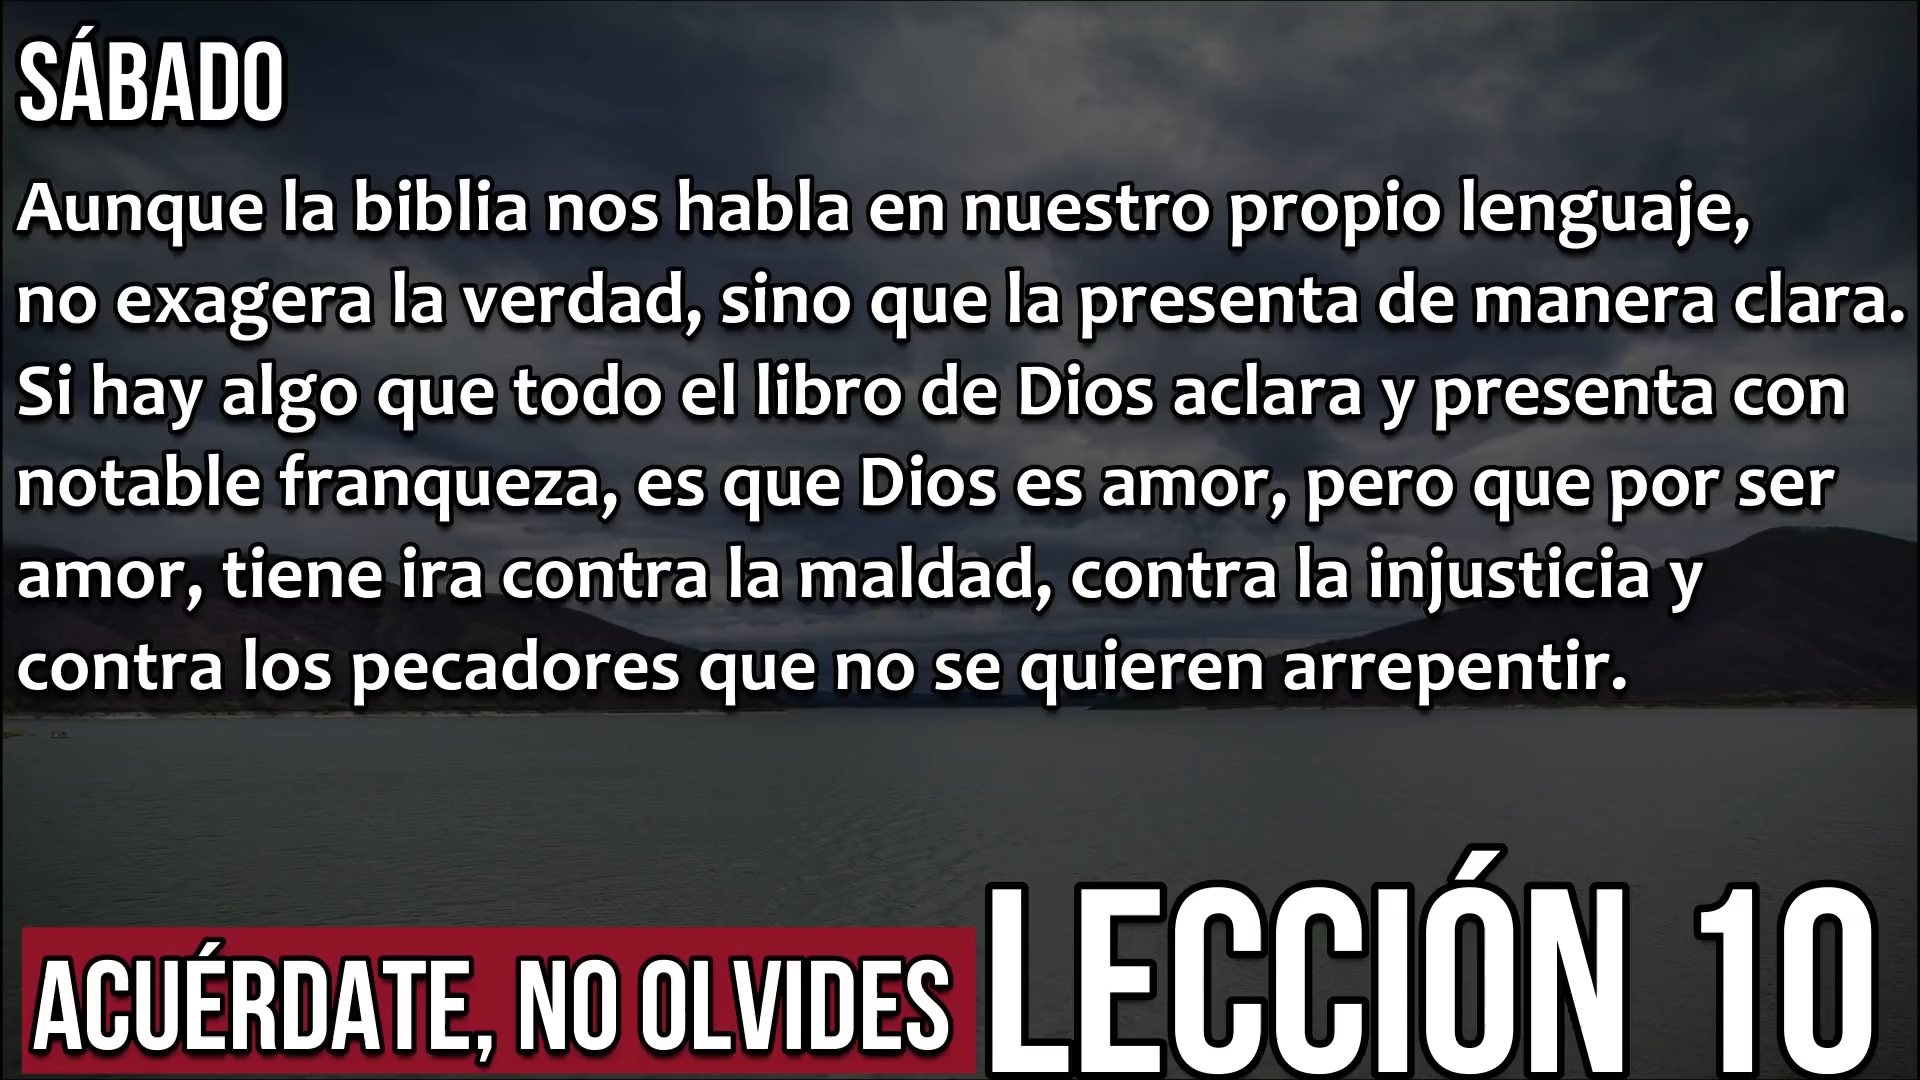 SÁBADO
Aunque la biblia nos habla en nuestro propio lenguaje,
no exagera la verdad, sino que la presenta de manera clara.
Si hay algo que todo el libro de Dios aclara y presenta con
notable franqueza, es que Dios es amor, pero que por ser
amor, tiene ira contra la maldad, contra la injusticia y
contra los pecadores que no se quieren arrepentir.
ACUÉRDATE, NO OLVIDES
LECCIÓN 10